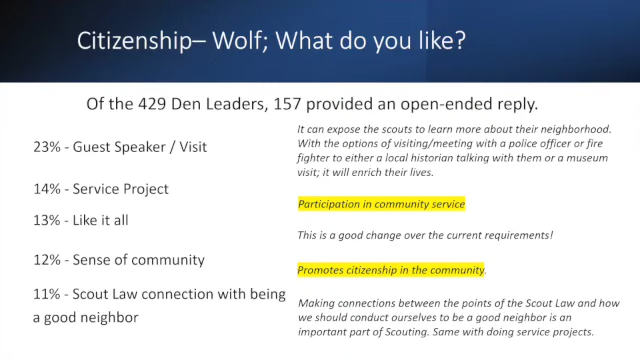 Citizenship– Wolf; What do you like?
Of the 429 Den Leaders, 157 provided an open-ended reply.
23% - Guest Speaker / Visit
It can expose the scouts to learn more about their neighborhood.
With the options of visiting/meeting with a police officer or fire
fighter to either a local historian talking with them or a museum
visit; it will enrich their lives.
14% - Service Project
Participation in community service
13% - Like it all
This is a good change over the current requirements!
12% - Sense of community
Promotes citizenship in the community.
11% - Scout Law connection with being
a good neighbor
Making connections between the points of the Scout Law and how
we should conduct ourselves to be a good neighbor is an
important part of Scouting. Same with doing service projects.